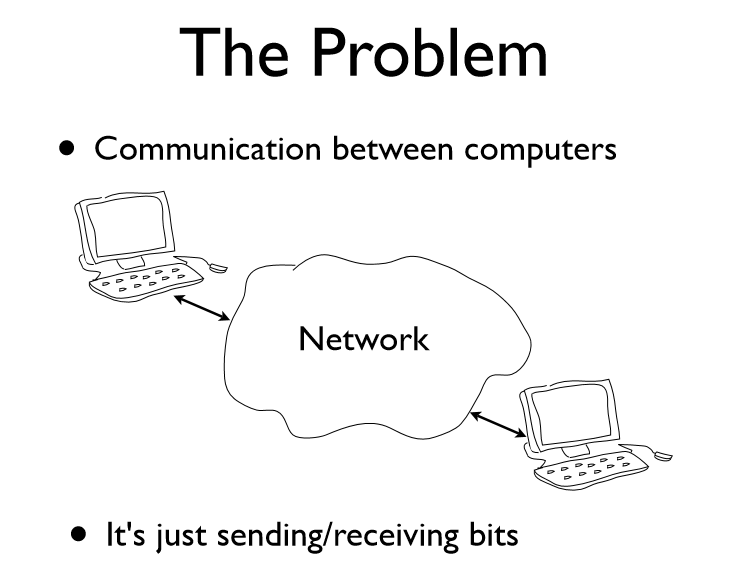 The Problem
• Communication between computers
Network
• It's just sending/receiving bits